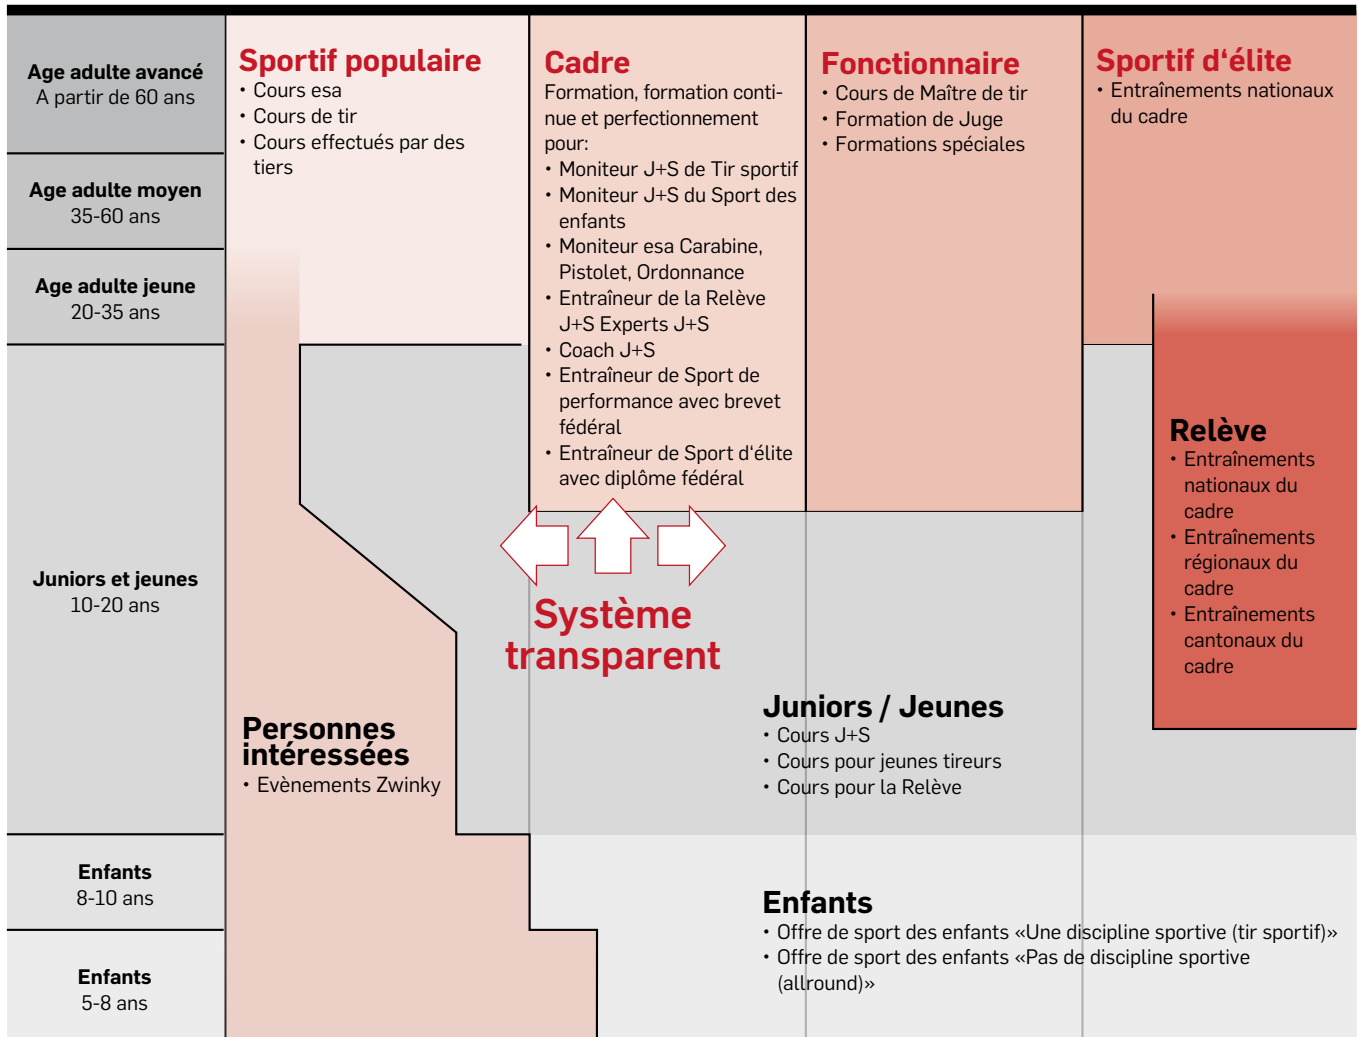 Age adulte avancé
A partir de 60 ans
Age adulte moyen
35-60 ans
Age adulte jeune
20-35 ans
Juniors et jeunes
10-20 ans
Enfants
8-10 ans
Enfants
5-8 ans
Sportif populaire
• Cours esa
• Cours de tir
• Cours effectués par des
tiers
Cadre
Formation, formation conti-
nue et perfectionnement
pour:
• Moniteur J+S de Tir sportif
• Moniteur J+S du Sport des
enfants
• Moniteur esa Carabine,
Pistolet, Ordonnance
• Entraîneur de la Relève
J+S Experts J+S
• Coach J+S
• Entraîneur de Sport de
performance avec brevet
fédéral
• Entraîneur de Sport d‘élite
avec diplôme fédéral
Fonctionnaire
• Cours de Maître de tir
• Formation de Juge
• Formations spéciales
Sportif d‘élite
• Entraînements nationaux
du cadre
Relève
• Entraînements
nationaux du
cadre
• Entraînements
régionaux du
cadre
• Entraînements
cantonaux du
cadre
Système
transparent
Personnes
intéressées
• Evènements Zwinky
Juniors / Jeunes
• Cours J+S
• Cours pour jeunes tireurs
• Cours pour la Relève
Enfants
• Offre de sport des enfants «Une discipline sportive (tir sportif)»
• Offre de sport des enfants «Pas de discipline sportive
(allround)»